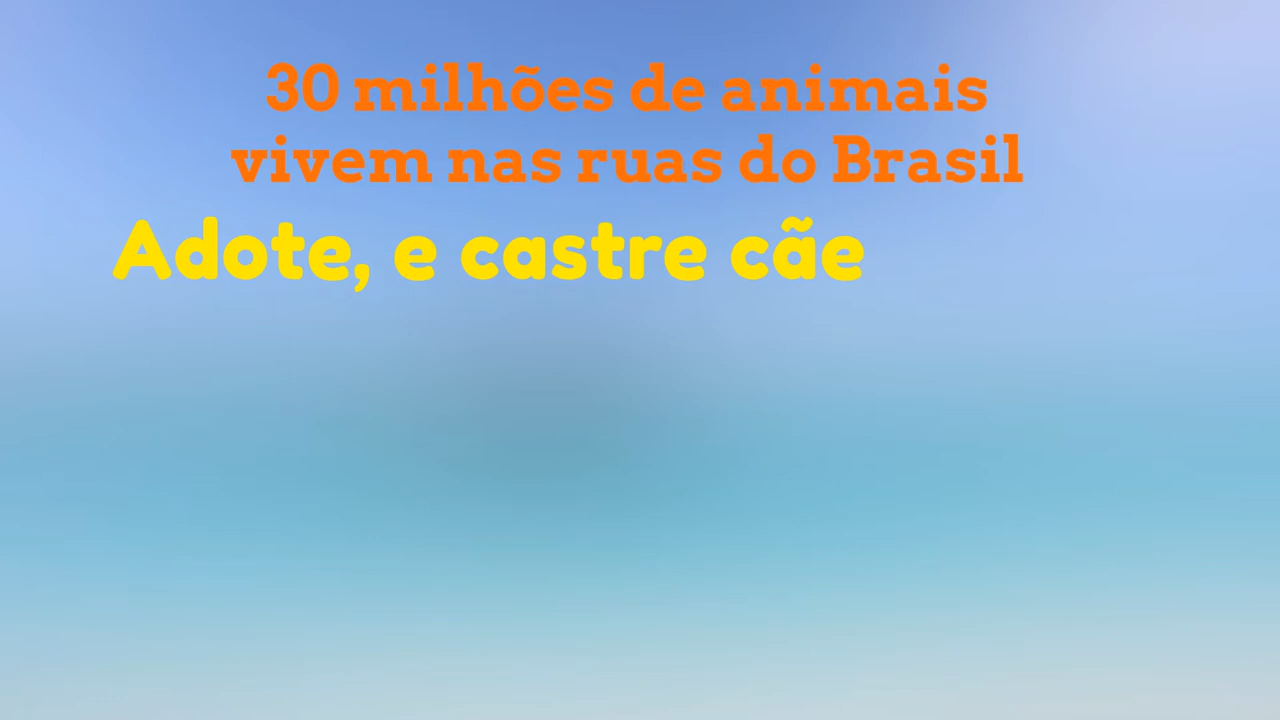 30 milhões de animais
vivem nas ruas do Brasil
Adote, e castre cãe